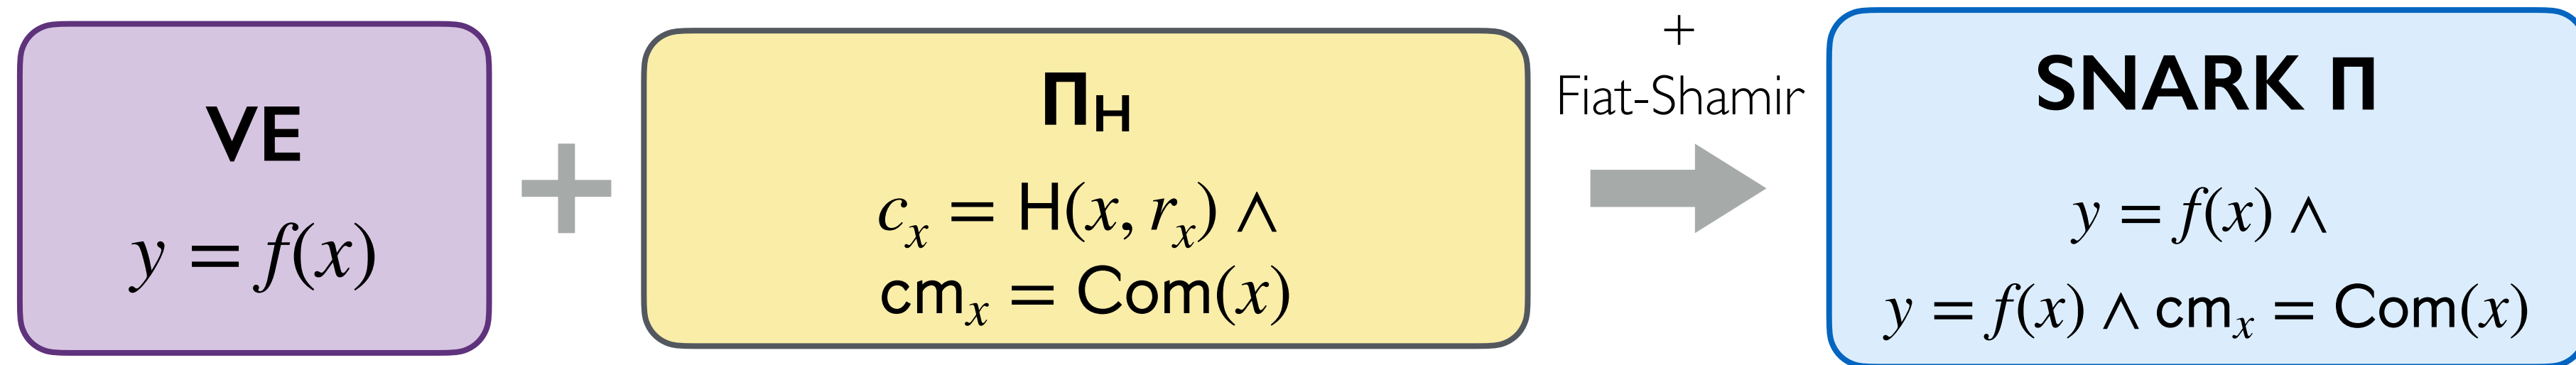 VE
y = f(x)
+
Π_H
c_x = H(x, r_x) ∧
cm_x = Com(x)
+
Fiat-Shamir
SNARK Π
y = f(x) ∧
y = f(x) ∧ cm_x = Com(x)